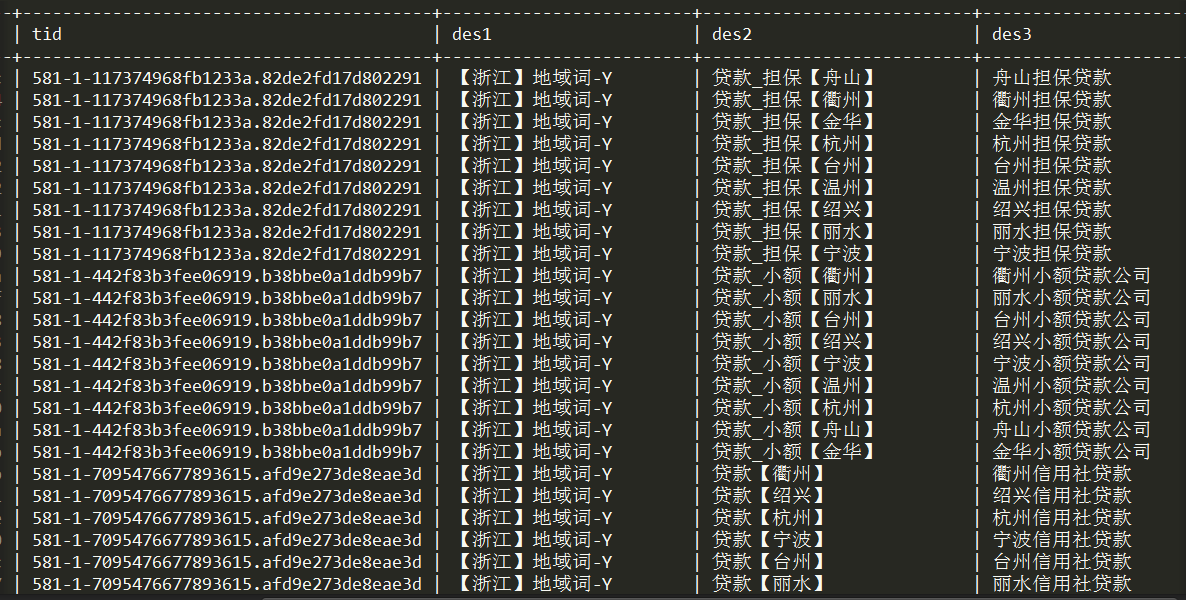 tid | des1 | des2 | des3
581-1-117374968fb1233a.82de2fd17d802291 | 【浙江】地域词-Y | 贷款_担保【舟山】 | 舟山担保贷款
581-1-117374968fb1233a.82de2fd17d802291 | 【浙江】地域词-Y | 贷款_担保【衢州】 | 衢州担保贷款
581-1-117374968fb1233a.82de2fd17d802291 | 【浙江】地域词-Y | 贷款_担保【金华】 | 金华担保贷款
581-1-117374968fb1233a.82de2fd17d802291 | 【浙江】地域词-Y | 贷款_担保【杭州】 | 杭州担保贷款
581-1-117374968fb1233a.82de2fd17d802291 | 【浙江】地域词-Y | 贷款_担保【台州】 | 台州担保贷款
581-1-117374968fb1233a.82de2fd17d802291 | 【浙江】地域词-Y | 贷款_担保【温州】 | 温州担保贷款
581-1-117374968fb1233a.82de2fd17d802291 | 【浙江】地域词-Y | 贷款_担保【绍兴】 | 绍兴担保贷款
581-1-117374968fb1233a.82de2fd17d802291 | 【浙江】地域词-Y | 贷款_担保【丽水】 | 丽水担保贷款
581-1-117374968fb1233a.82de2fd17d802291 | 【浙江】地域词-Y | 贷款_担保【宁波】 | 宁波担保贷款
581-1-442f83b3fee06919.b38bbe0a1ddb99b7 | 【浙江】地域词-Y | 贷款_小额【衢州】 | 衢州小额贷款公司
581-1-442f83b3fee06919.b38bbe0a1ddb99b7 | 【浙江】地域词-Y | 贷款_小额【丽水】 | 丽水小额贷款公司
581-1-442f83b3fee06919.b38bbe0a1ddb99b7 | 【浙江】地域词-Y | 贷款_小额【台州】 | 台州小额贷款公司
581-1-442f83b3fee06919.b38bbe0a1ddb99b7 | 【浙江】地域词-Y | 贷款_小额【绍兴】 | 绍兴小额贷款公司
581-1-442f83b3fee06919.b38bbe0a1ddb99b7 | 【浙江】地域词-Y | 贷款_小额【宁波】 | 宁波小额贷款公司
581-1-442f83b3fee06919.b38bbe0a1ddb99b7 | 【浙江】地域词-Y | 贷款_小额【温州】 | 温州小额贷款公司
581-1-442f83b3fee06919.b38bbe0a1ddb99b7 | 【浙江】地域词-Y | 贷款_小额【杭州】 | 杭州小额贷款公司
581-1-442f83b3fee06919.b38bbe0a1ddb99b7 | 【浙江】地域词-Y | 贷款_小额【舟山】 | 舟山小额贷款公司
581-1-442f83b3fee06919.b38bbe0a1ddb99b7 | 【浙江】地域词-Y | 贷款_小额【金华】 | 金华小额贷款公司
581-1-7095476677893615.afd9e273de8eae3d | 【浙江】地域词-Y | 贷款【衢州】 | 衢州信用社贷款
581-1-7095476677893615.afd9e273de8eae3d | 【浙江】地域词-Y | 贷款【绍兴】 | 绍兴信用社贷款
581-1-7095476677893615.afd9e273de8eae3d | 【浙江】地域词-Y | 贷款【杭州】 | 杭州信用社贷款
581-1-7095476677893615.afd9e273de8eae3d | 【浙江】地域词-Y | 贷款【宁波】 | 宁波信用社贷款
581-1-7095476677893615.afd9e273de8eae3d | 【浙江】地域词-Y | 贷款【台州】 | 台州信用社贷款
581-1-7095476677893615.afd9e273de8eae3d | 【浙江】地域词-Y | 贷款【丽水】 | 丽水信用社贷款